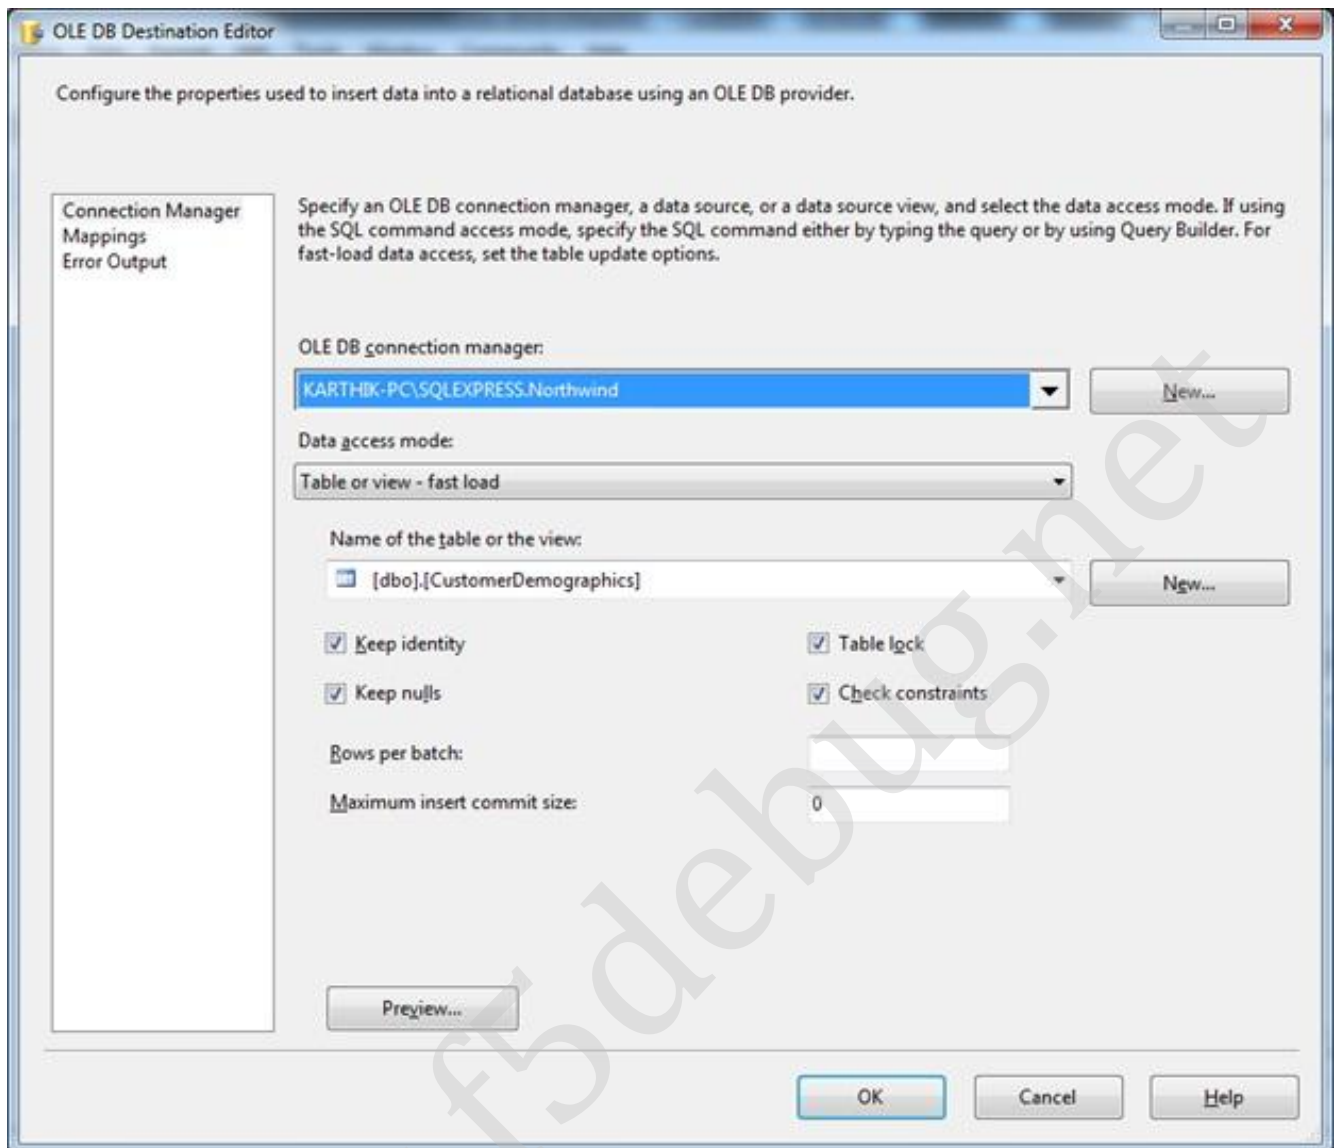 OLE DB Destination Editor
Configure the properties used to insert data into a relational database using an OLE DB provider.
Connection Manager
Mappings
Error Output
Specify an OLE DB connection manager, a data source, or a data source view, and select the data access mode. If using
the SQL command access mode, specify the SQL command either by typing the query or by using Query Builder. For
fast-load data access, set the table update options.
OLE DB connection manager:
KARTHIK-PC\SQLEXPRESS.Northwind
New...
Data access mode:
Table or view - fast load
Name of the table or the view:
[dbo].[CustomerDemographics]
New...
Keep identity
Table lock
Keep nulls
Check constraints
Rows per batch:
Maximum insert commit size:
0
Preview...
OK
Cancel
Help
f5debug.net